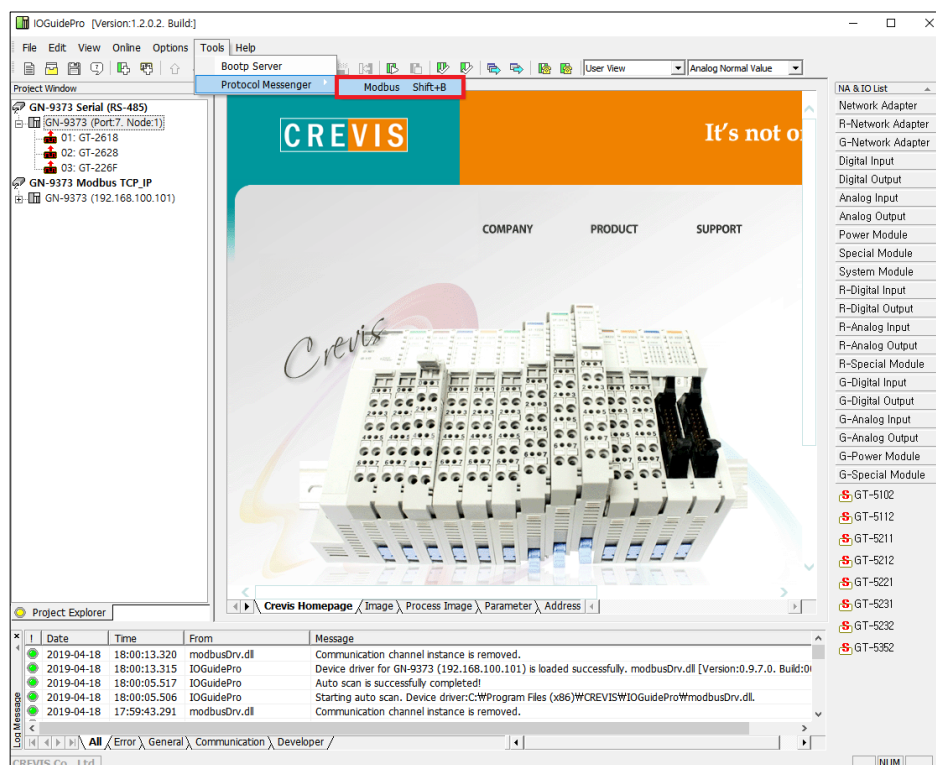 IOGuidePro [Version:1.2.0.2. Build:]
File Edit View Online Options Tools Help
Bootp Server
Protocol Messenger
Modbus Shift+B
User View
Analog Normal Value
Project Window
GN-9373 Serial (RS-485)
GN-9373 (Port:7. Node:1)
01: GT-2618
02: GT-2628
03: GT-226F
GN-9373 Modbus TCP_IP
GN-9373 (192.168.100.101)
Project Explorer
CREVIS
It's not o
COMPANY PRODUCT SUPPORT
Crevis
Crevis Homepage Image Process Image Parameter Address
NA & IO List
Network Adapter
R-Network Adapter
G-Network Adapter
Digital Input
Digital Output
Analog Input
Analog Output
Power Module
Special Module
System Module
R-Digital Input
R-Digital Output
R-Analog Input
R-Analog Output
R-Special Module
G-Digital Input
G-Digital Output
G-Analog Input
G-Analog Output
G-Power Module
G-Special Module
GT-5102
GT-5112
GT-5211
GT-5212
GT-5221
GT-5231
GT-5232
GT-5352
Log Message
! Date Time From Message
2019-04-18 18:00:13.320 modbusDrv.dll Communication channel instance is removed.
2019-04-18 18:00:13.315 IOGuidePro Device driver for GN-9373 (192.168.100.101) is loaded successfully. modbusDrv.dll [Version:0.9.7.0. Build:0
2019-04-18 18:00:05.517 IOGuidePro Auto scan is successfully completed!
2019-04-18 18:00:05.506 IOGuidePro Starting auto scan. Device driver:C:₩Program Files (x86)₩CREVIS₩IOGuidePro₩modbusDrv.dll.
2019-04-18 17:59:43.291 modbusDrv.dll Communication channel instance is removed.
All Error General Communication Developer
CREVIS Co., Ltd.
NUM